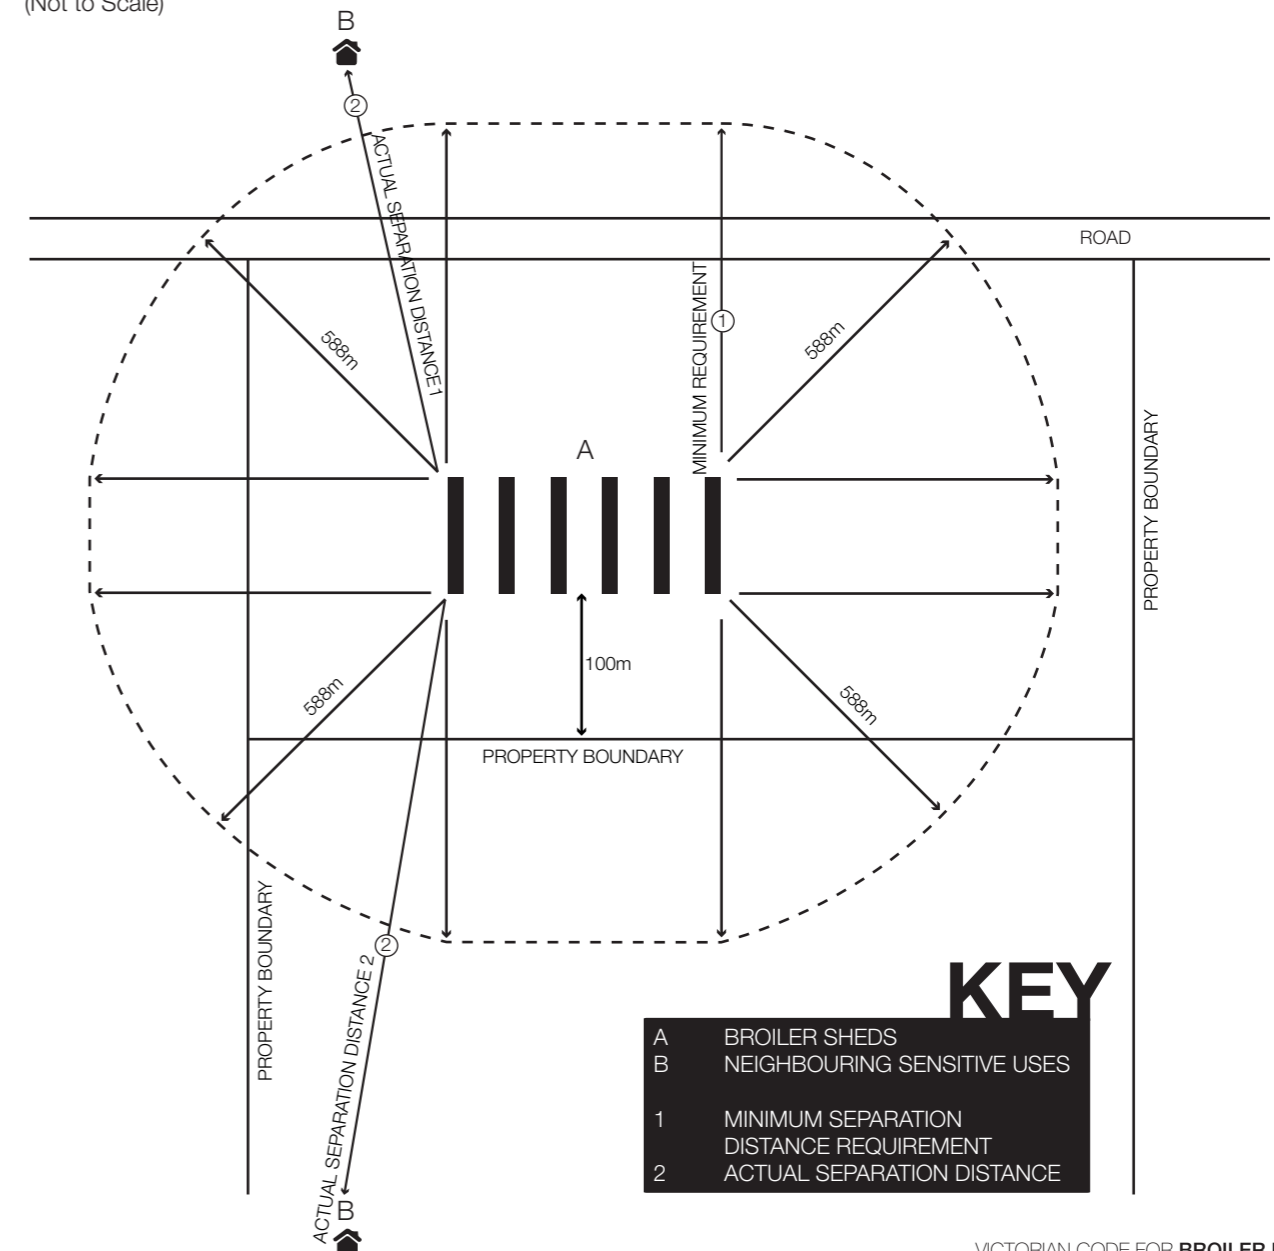 (Not to Scale)
B
2
ACTUAL SEPARATION DISTANCE 1
ROAD
MINIMUM REQUIREMENT
1
588m
588m
A
PROPERTY BOUNDARY
100m
588m
588m
PROPERTY BOUNDARY
PROPERTY BOUNDARY
2
ACTUAL SEPARATION DISTANCE 2
B
KEY
A BROILER SHEDS
B NEIGHBOURING SENSITIVE USES
1 MINIMUM SEPARATION
DISTANCE REQUIREMENT
2 ACTUAL SEPARATION DISTANCE
VICTORIAN CODE FOR BROILER